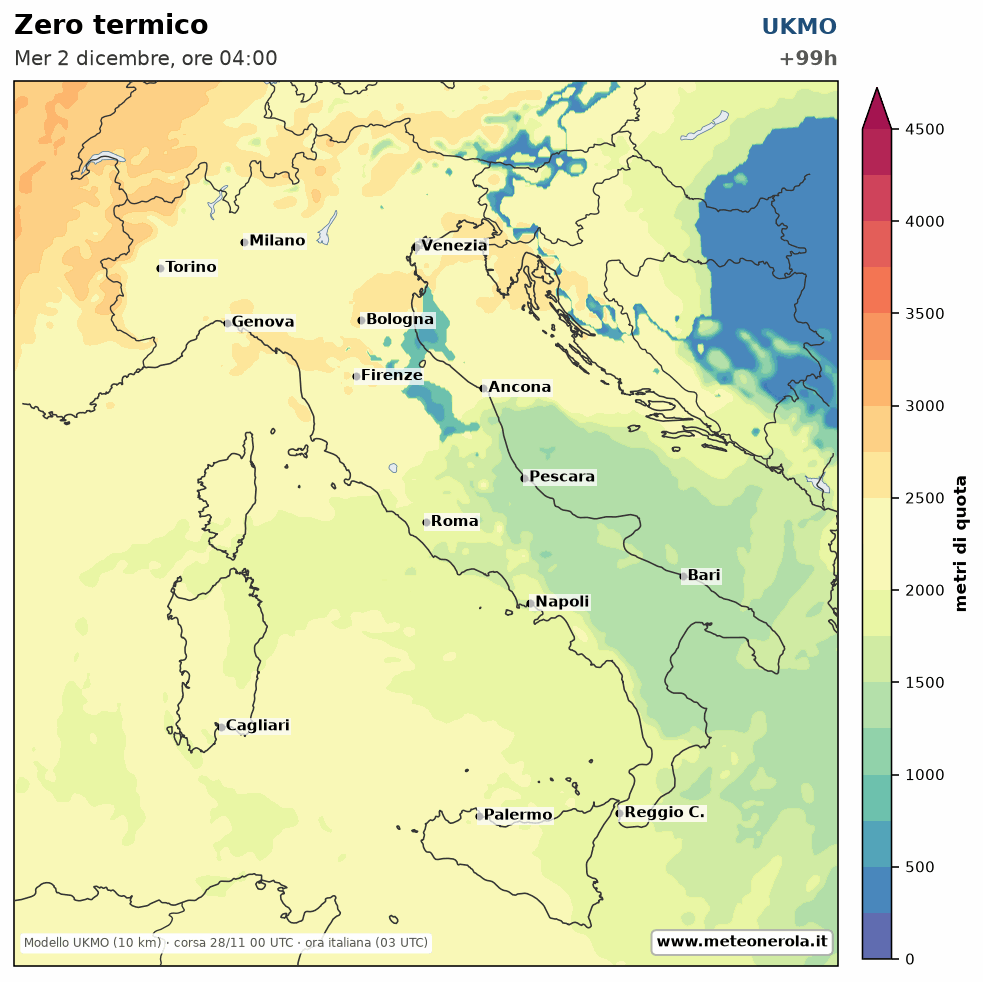 Zero termico
UKMO
Mer 2 dicembre, ore 04:00
+99h
Milano
Venezia
Torino
Genova
Bologna
Firenze
Ancona
Pescara
Roma
Bari
Napoli
Cagliari
Palermo
Reggio C.
4500
4000
3500
3000
2500
2000
1500
1000
500
0
metri di quota
Modello UKMO (10 km) · corsa 28/11 00 UTC · ora italiana (03 UTC)
www.meteonerola.it